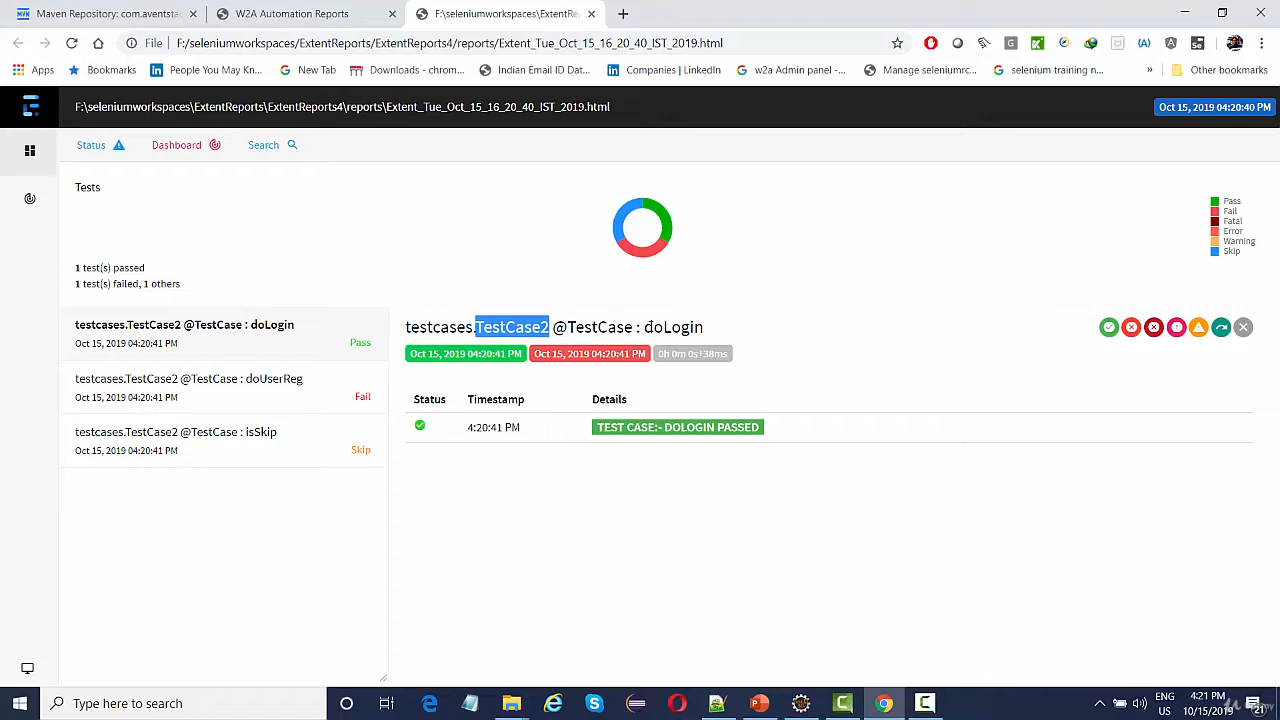 Maven Repository: com.aventsta
W2A Automation Reports
F:\seleniumworkspaces\ExtentRe
File
F:/seleniumworkspaces/ExtentReports/ExtentReports4/reports/Extent_Tue_Oct_15_16_20_40_IST_2019.html
Apps
Bookmarks
People You May Kn...
New Tab
Downloads - chrom...
Indian Email ID Dat...
Companies | LinkedIn
w2a Admin panel -...
Manage seleniumrc...
selenium training n...
»
Other bookmarks
F:\seleniumworkspaces\ExtentReports\ExtentReports4\reports\Extent_Tue_Oct_15_16_20_40_IST_2019.html
Oct 15, 2019 04:20:40 PM
Status
Dashboard
Search
Tests
Pass
Fail
Fatal
Error
Warning
Skip
1 test(s) passed
1 test(s) failed, 1 others
testcases.TestCase2 @TestCase : doLogin
Oct 15, 2019 04:20:41 PM
Pass
testcases.TestCase2 @TestCase : doUserReg
Oct 15, 2019 04:20:41 PM
Fail
testcases.TestCase2 @TestCase : isSkip
Oct 15, 2019 04:20:41 PM
Skip
testcases.TestCase2 @TestCase : doLogin
Oct 15, 2019 04:20:41 PM
Oct 15, 2019 04:20:41 PM
0h 0m 0s+38ms
Status Timestamp Details
4:20:41 PM
TEST CASE:- DOLOGIN PASSED
Type here to search
ENG
US
4:21 PM
10/15/2019